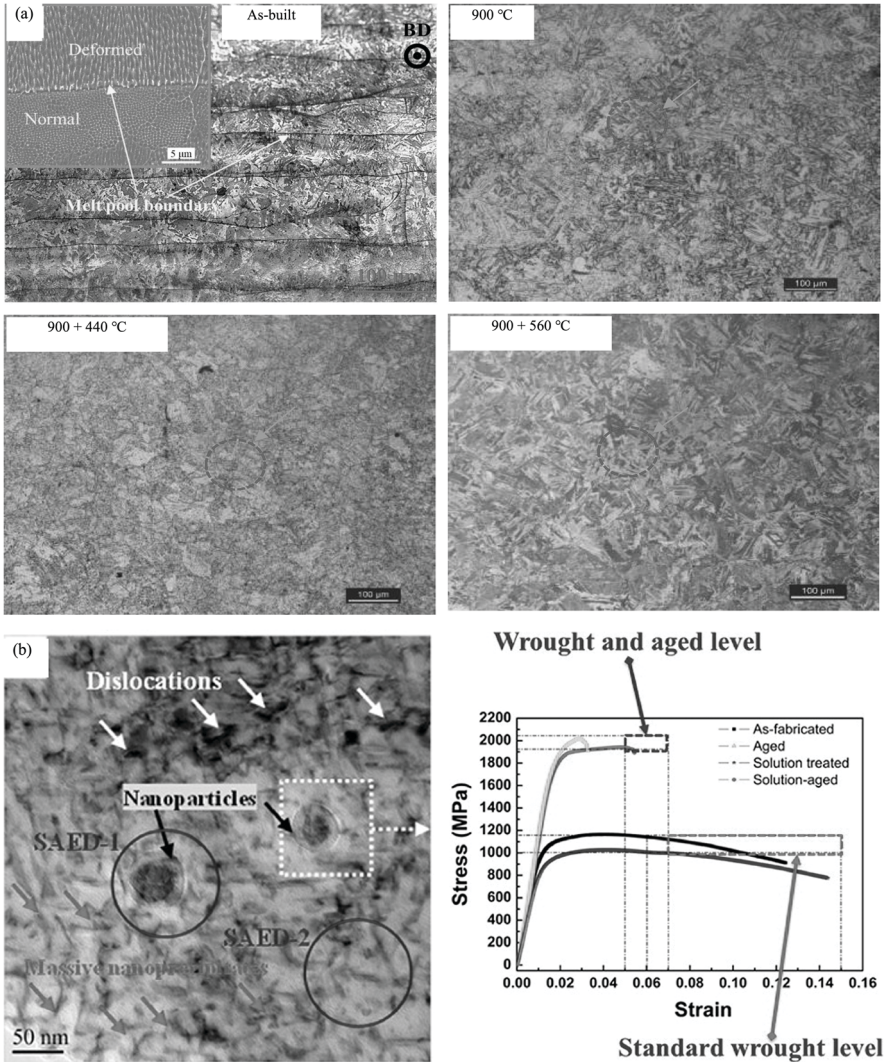 (a)
As-built
BD
Deformed
Normal
5 μm
Melt pool boundary
900 ℃
100 μm
900 + 440 ℃
100 μm
900 + 560 ℃
100 μm
(b)
Dislocations
Nanoparticles
SAED-1
SAED-2
Massive nanoprecipitates
50 nm
Wrought and aged level
2200
2000
1800
1600
1400
1200
1000
800
600
400
200
0
Stress (MPa)
As-fabricated
Aged
Solution treated
Solution-aged
0.00 0.02 0.04 0.06 0.08 0.10 0.12 0.14 0.16
Strain
Standard wrought level